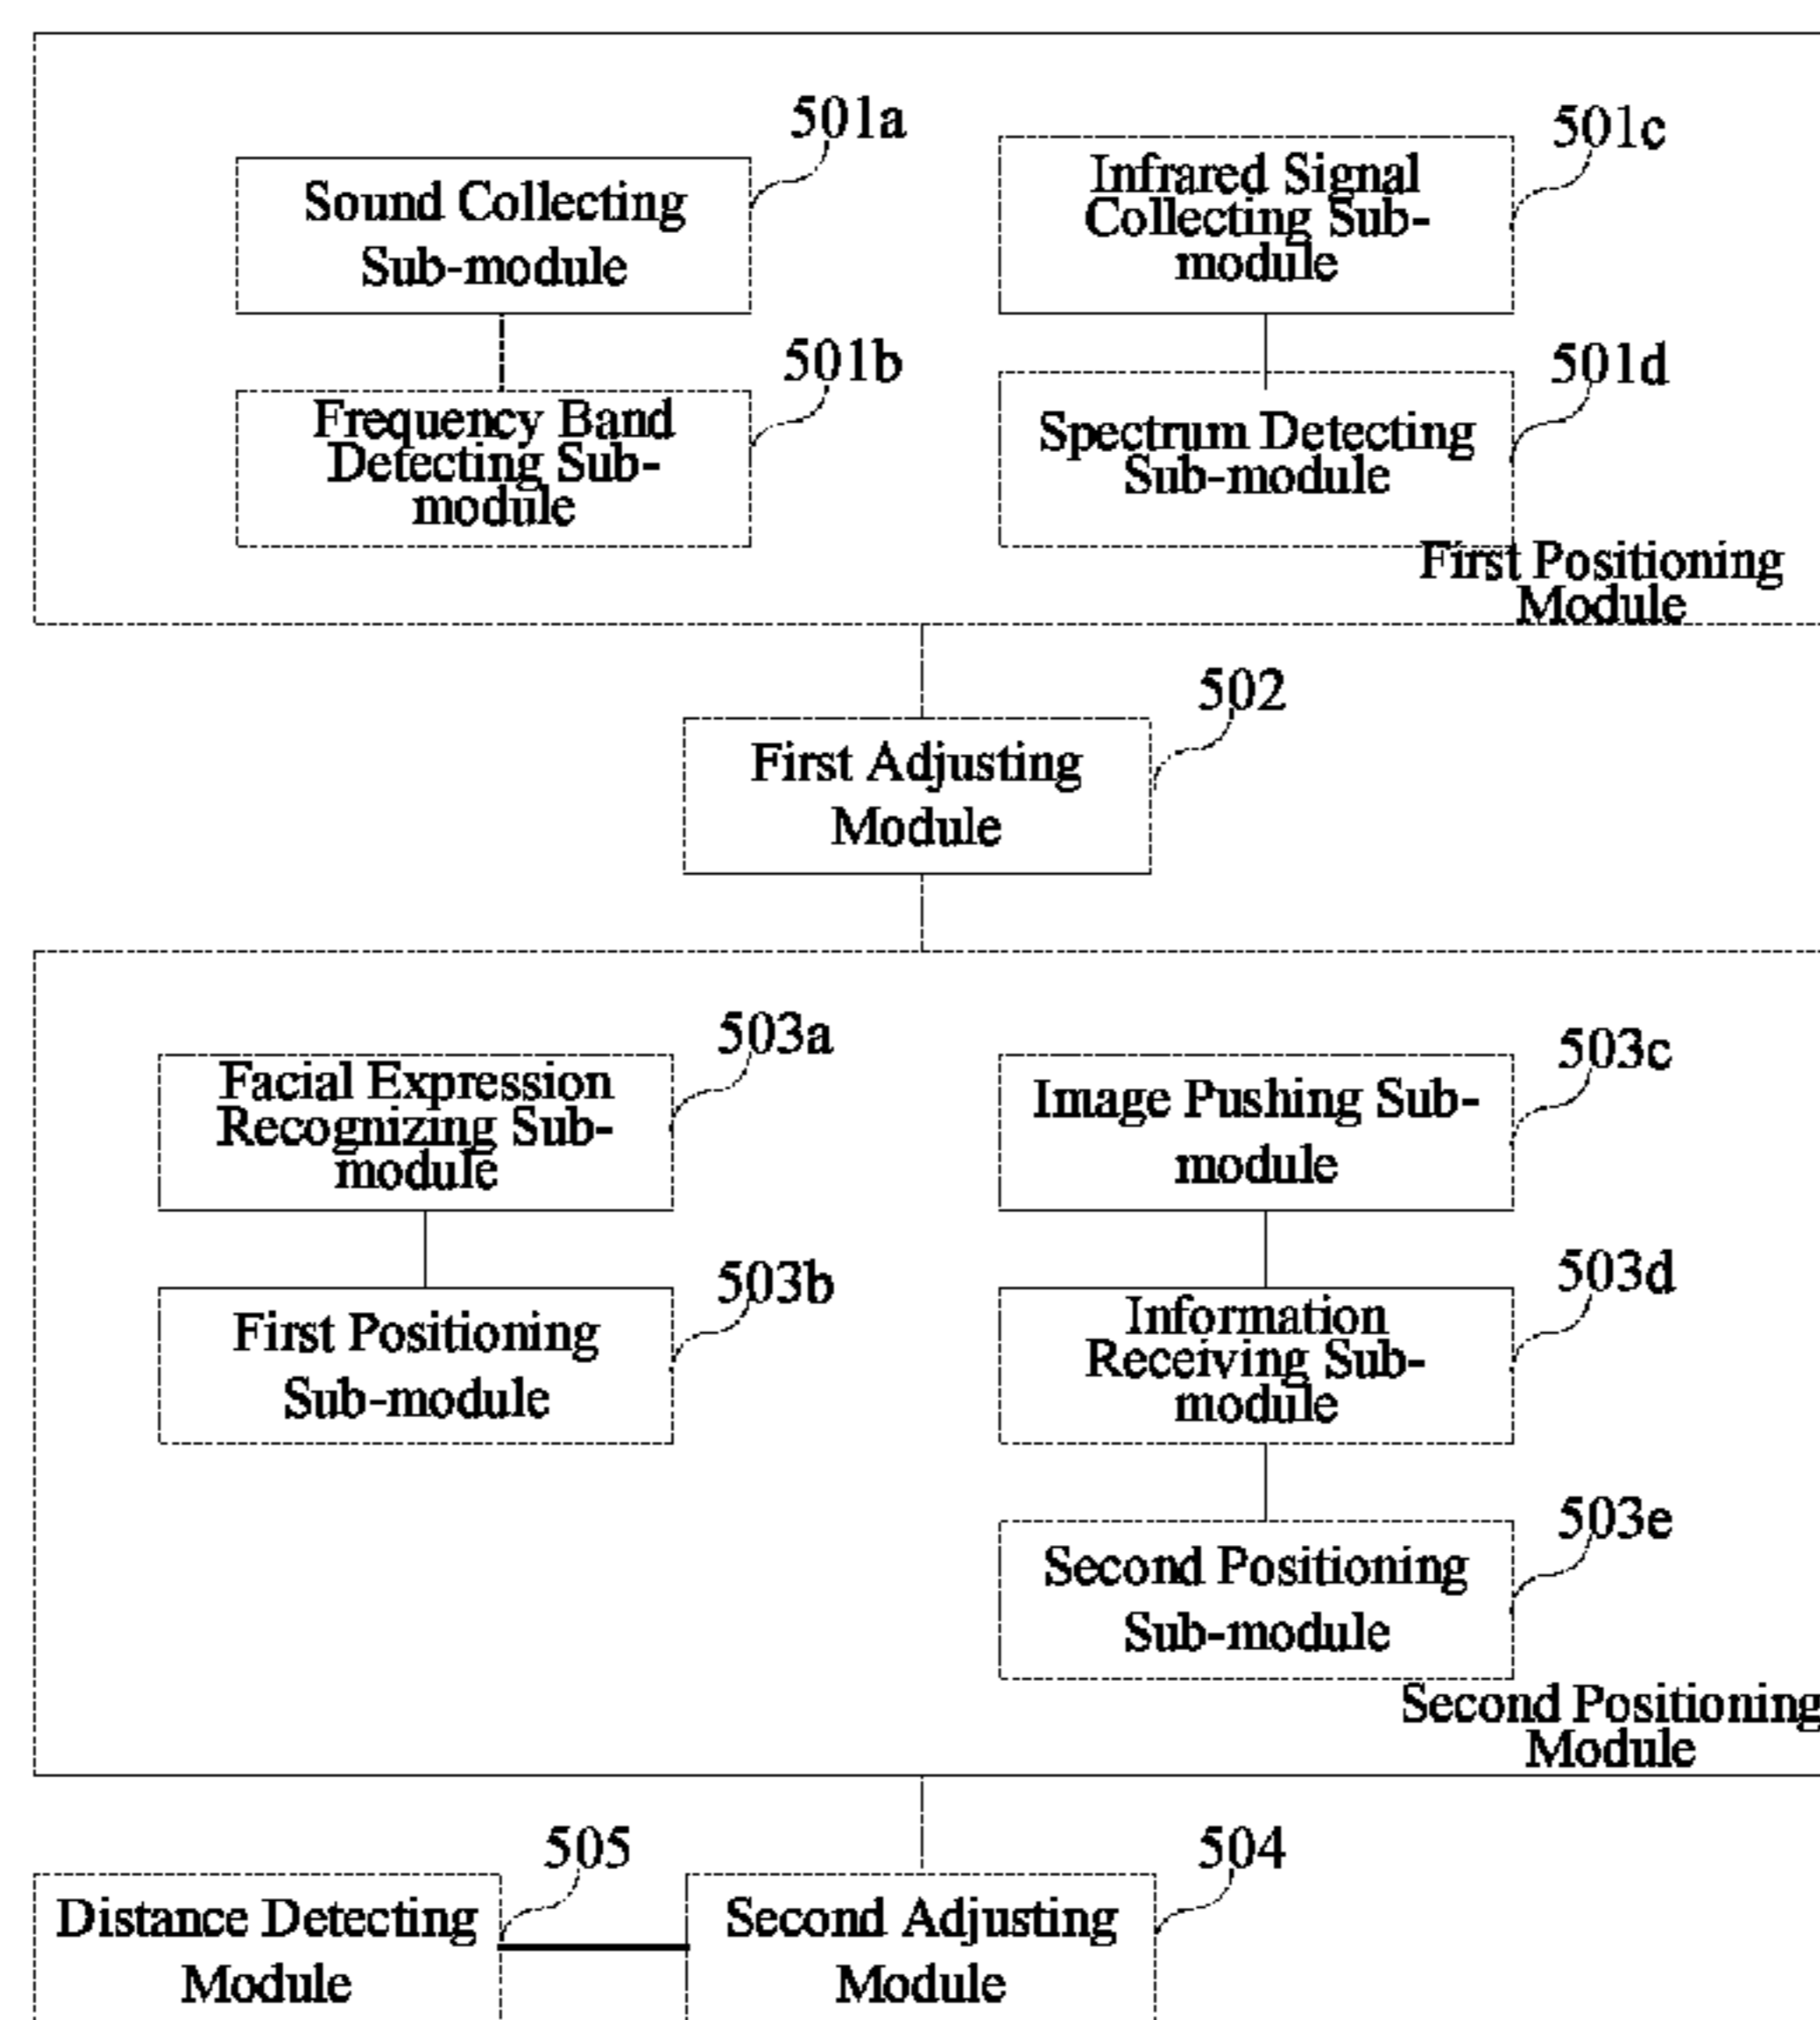 501a
Sound Collecting
Sub-module
501c
Infrared Signal
Collecting Sub-
module
501b
Frequency Band
Detecting Sub-
module
501d
Spectrum Detecting
Sub-module
First Positioning
Module
502
First Adjusting
Module
503a
Facial Expression
Recognizing Sub-
module
503c
Image Pushing Sub-
module
503b
First Positioning
Sub-module
503d
Information
Receiving Sub-
module
503e
Second Positioning
Sub-module
Second Positioning
Module
505
Distance Detecting
Module
504
Second Adjusting
Module